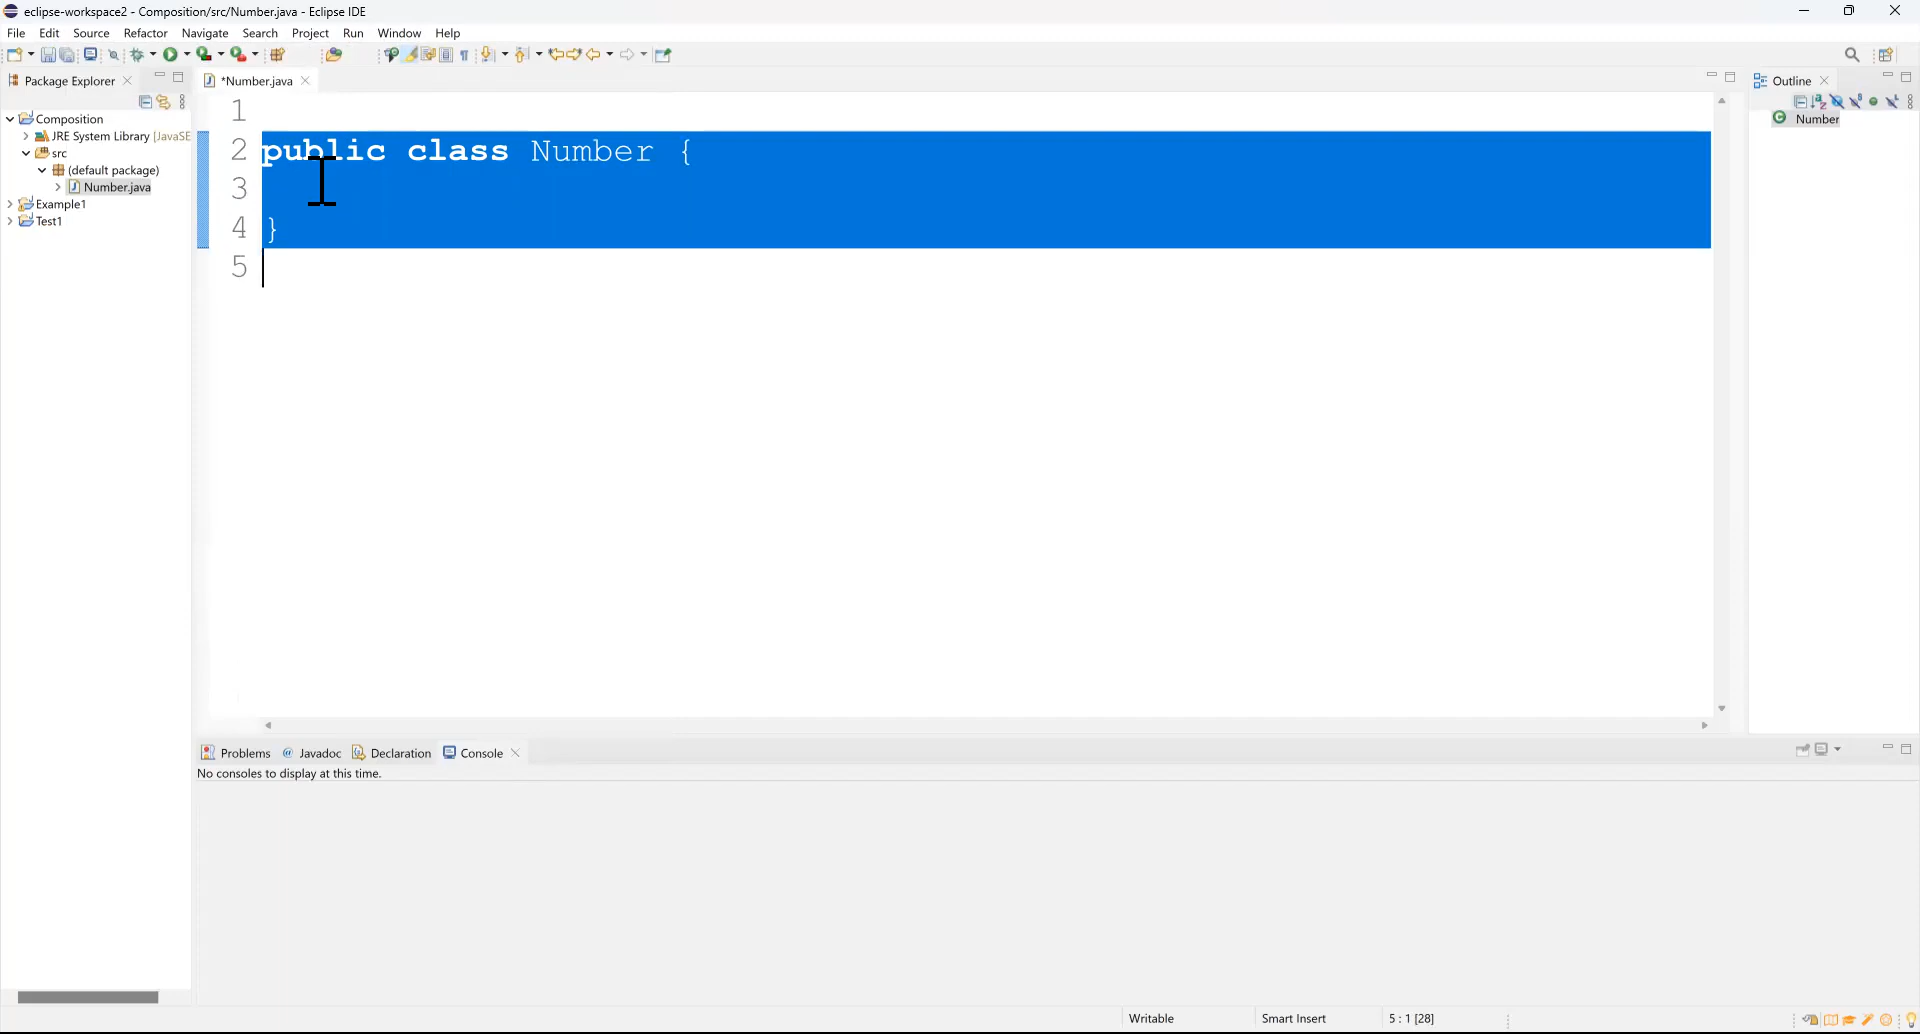 eclipse-workspace2 - Composition/src/Number.java - Eclipse IDE
File Edit Source Refactor Navigate Search Project Run Window Help
Package Explorer
*Number.java
Outline
Composition
JRE System Library [JavaSE
src
(default package)
Number.java
Example1
Test1
1
2 public class Number {
3
4 }
5
Number
Problems @ Javadoc Declaration Console
No consoles to display at this time.
Writable Smart Insert 5 : 1 [28]